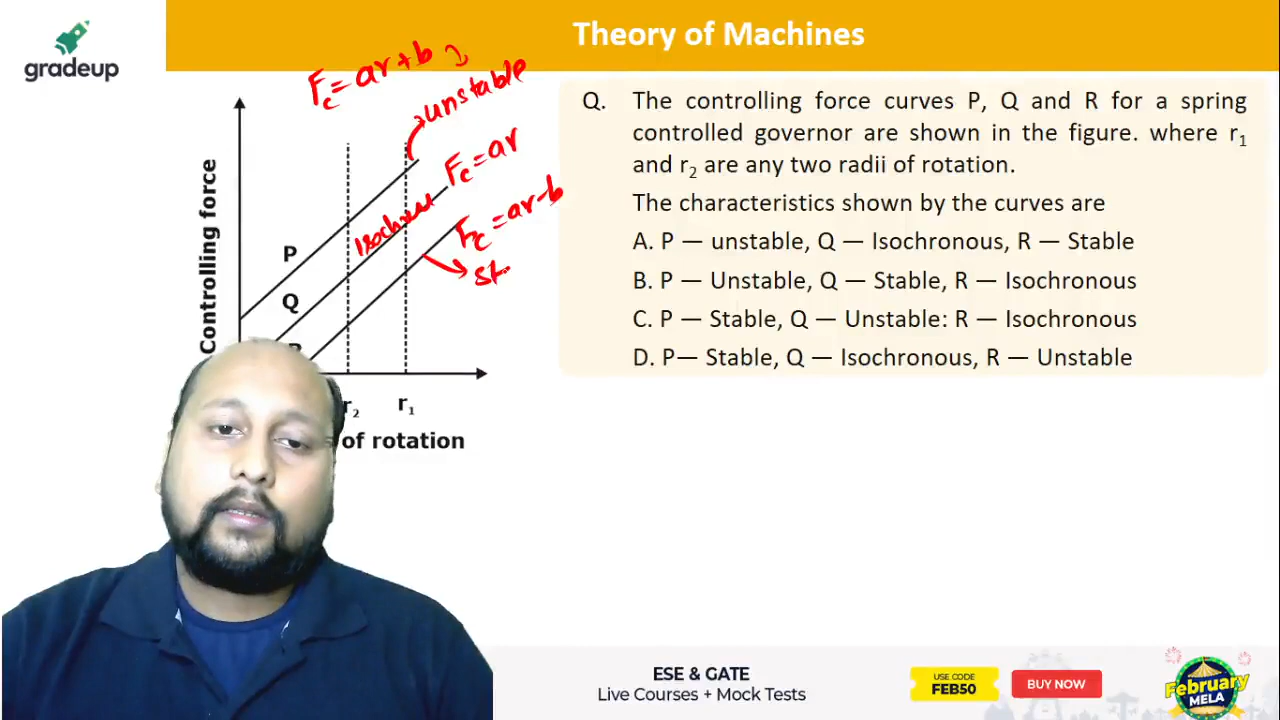 gradeup
Theory of Machines
Fc = ar + b
unstable
Fc = ar
Isochron
Fc = ar - b
st
Controlling force
P
Q
R
r2 r1
of rotation
Q. The controlling force curves P, Q and R for a spring
controlled governor are shown in the figure. where r1
and r2 are any two radii of rotation.
The characteristics shown by the curves are
A. P — unstable, Q — Isochronous, R — Stable
B. P — Unstable, Q — Stable, R — Isochronous
C. P — Stable, Q — Unstable: R — Isochronous
D. P— Stable, Q — Isochronous, R — Unstable
ESE & GATE
Live Courses + Mock Tests
USE CODE
FEB50
BUY NOW
February
MELA